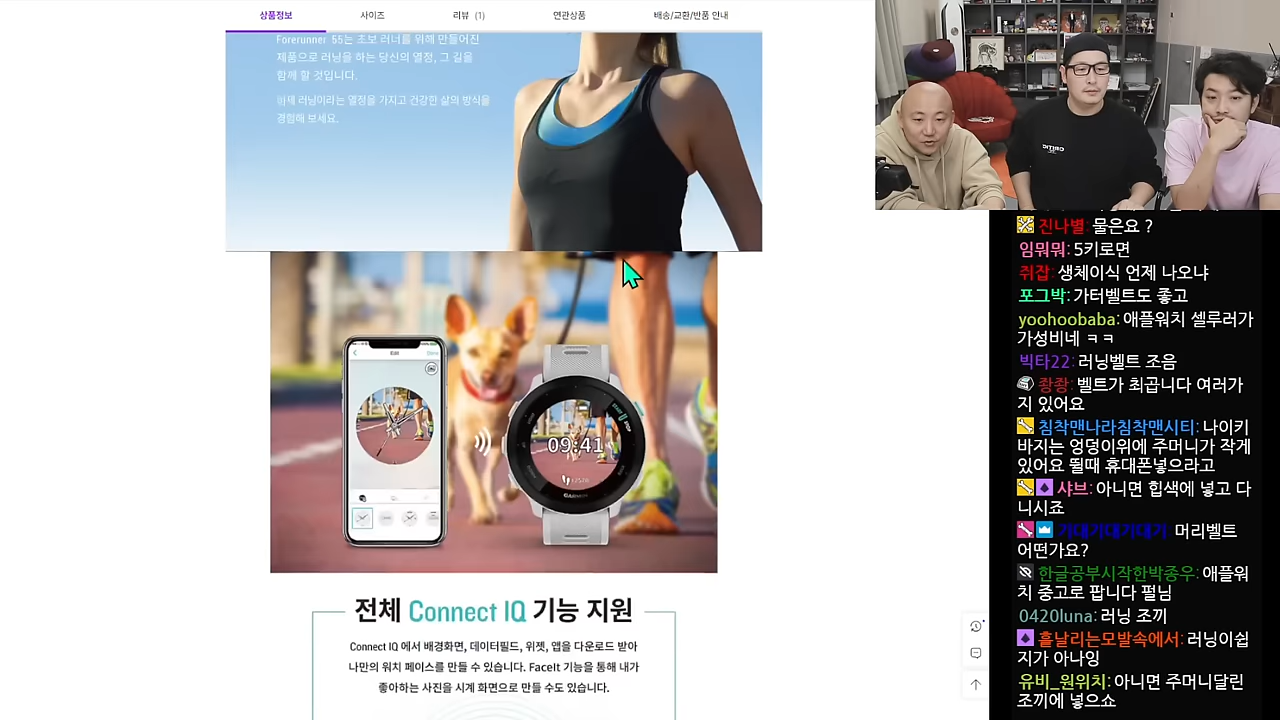 상품정보 사이즈 리뷰 (1) 연관상품 배송/교환/반품 안내
Forerunner 55는 초보 러너를 위해 만들어진
제품으로 러닝을 하는 당신의 열정, 그 길을
함께 할 것입니다.
이제 러닝이라는 열정을 가지고 건강한 삶의 방식을
경험해 보세요.
Edit
09:41
전체 Connect IQ 기능 지원
Connect IQ 에서 배경화면, 데이터필드, 위젯, 앱을 다운로드 받아
나만의 워치 페이스를 만들 수 있습니다. FaceIt 기능을 통해 내가
좋아하는 사진을 시계 화면으로 만들 수도 있습니다.
진나별: 물은요 ?
임뭐뭐: 5키로면
쥐잡: 생체이식 언제 나오냐
포그박: 가터벨트도 좋고
yoohoobaba: 애플워치 셀루러가
가성비네 ㅋㅋ
빅타22: 러닝벨트 조음
좡좡: 벨트가 최곱니다 여러가
지 있어요
침착맨나라침착맨시티: 나이키
바지는 엉덩이위에 주머니가 작게
있어요 뛸때 휴대폰넣으라고
샤브: 아니면 힙색에 넣고 다
니시죠
기대기대기대기: 머리벨트
어떤가요?
한글공부시작한박종우: 애플워
치 중고로 팝니다 펄님
0420luna: 러닝 조끼
흩날리는모발속에서: 러닝이쉽
지가 아나잉
유비_원위치: 아니면 주머니달린
조끼에 넣으쇼